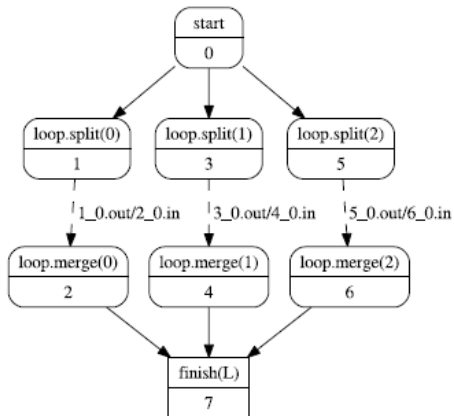 start
0
loop.split(0) loop.split(1) loop.split(2)
1 3 5
1_0.out/2_0.in 3_0.out/4_0.in 5_0.out/6_0.in
loop.merge(0) loop.merge(1) loop.merge(2)
2 4 6
finish(L)
7